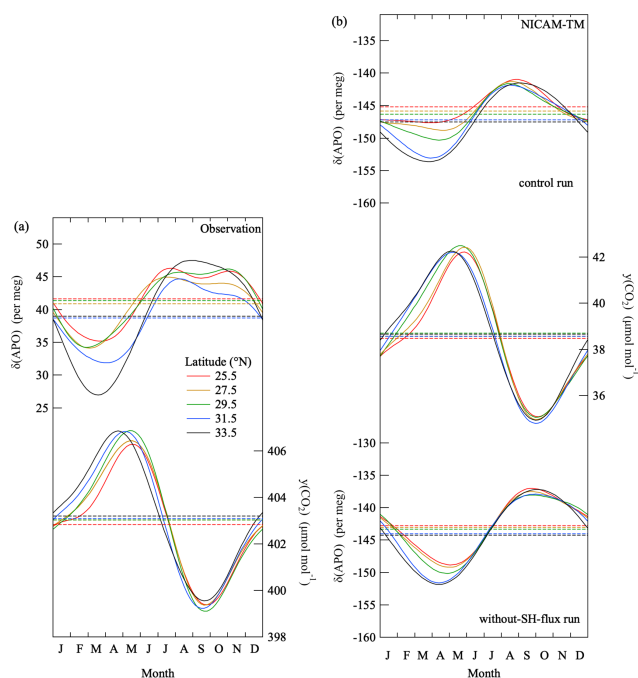 (a)
Observation
50
45
40
35
30
25
δ(APO) (per meg)
Latitude (°N)
25.5
27.5
29.5
31.5
33.5
406
404
402
400
398
y(CO2) (μmol mol-1)
J F M A M J J A S O N D
Month
(b)
NICAM-TM
-135
-140
-145
-150
-155
-160
δ(APO) (per meg)
control run
42
40
38
36
y(CO2) (μmol mol-1)
-130
-135
-140
-145
-150
-155
-160
δ(APO) (per meg)
without-SH-flux run
J F M A M J J A S O N D
Month